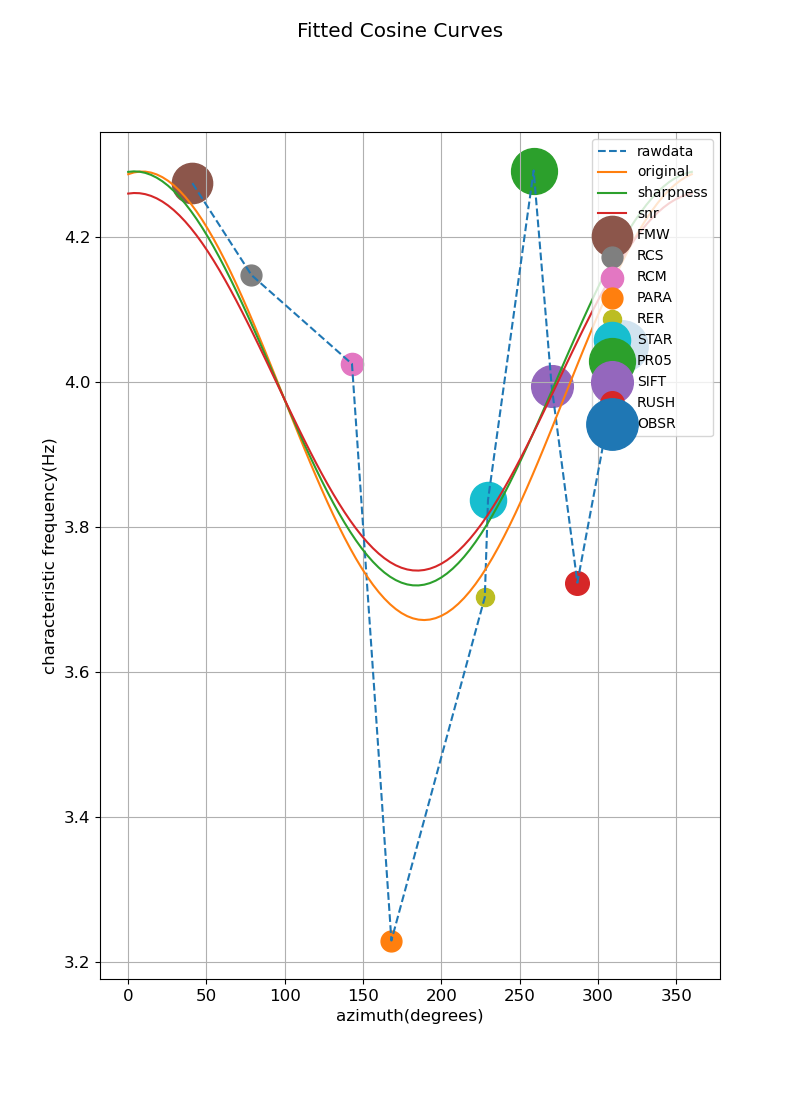 Fitted Cosine Curves
rawdata
original
sharpness
snr
FMW
RCS
RCM
PARA
RER
STAR
PR05
SIFT
RUSH
OBSR
4.2
4.0
3.8
3.6
3.4
3.2
characteristic frequency(Hz)
0 50 100 150 200 250 300 350
azimuth(degrees)